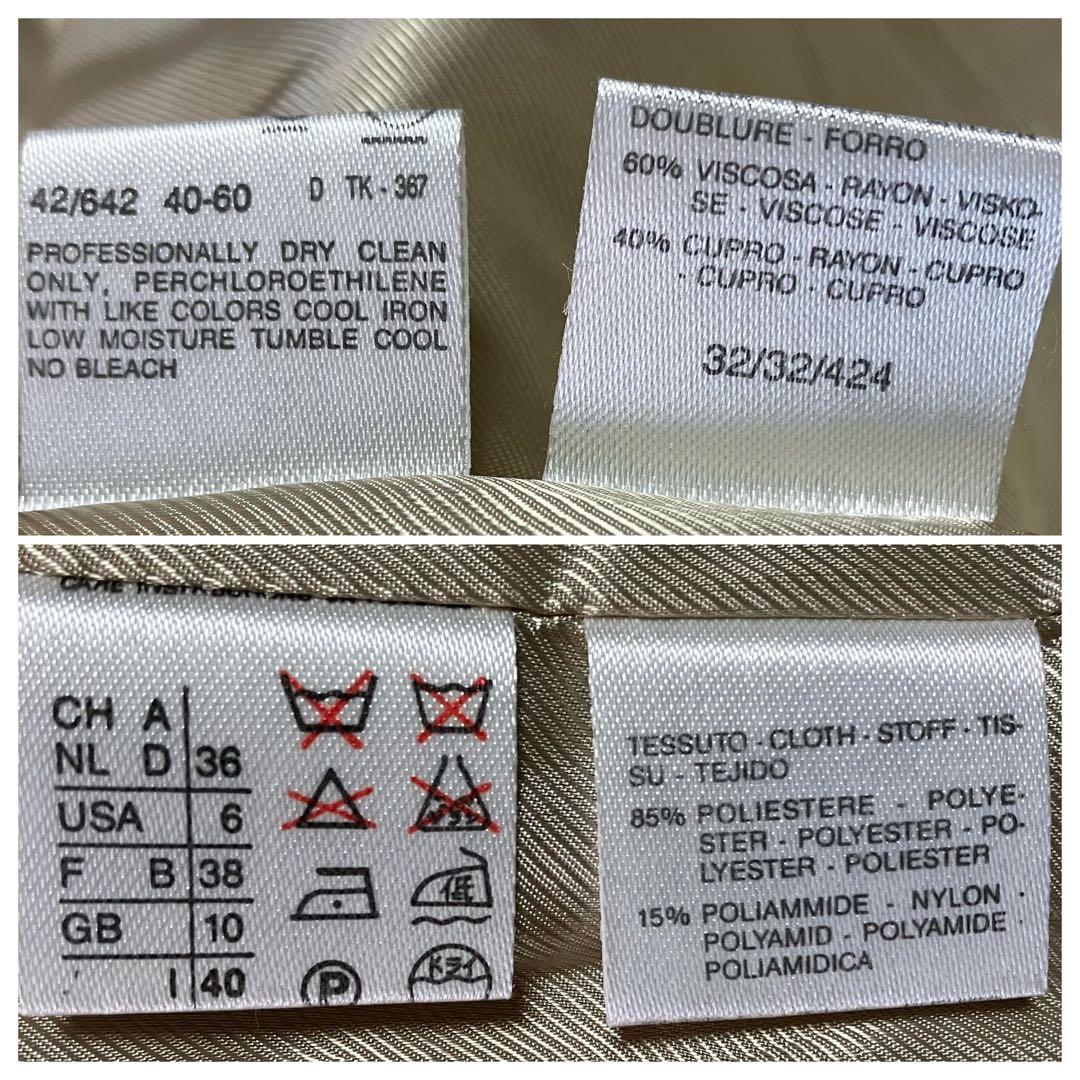 42/642 40-60 D TK - 367
PROFESSIONALLY DRY CLEAN
ONLY, PERCHLOROETHILENE
WITH LIKE COLORS COOL IRON
LOW MOISTURE TUMBLE COOL
NO BLEACH
DOUBLURE - FORRO
60% VISCOSA - RAYON - VISKO-
SE - VISCOSE - VISCOSE
40% CUPRO - RAYON - CUPRO
- CUPRO - CUPRO
32/32/424
CH A
NL D 36
USA 6
F B 38
GB 10
I 40
低
P
ドライ
TESSUTO - CLOTH - STOFF - TIS-
SU - TEJIDO
85% POLIESTERE - POLYE-
STER - POLYESTER - PO-
LYESTER - POLIESTER
15% POLIAMMIDE - NYLON -
POLYAMID - POLYAMIDE
POLIAMIDICA